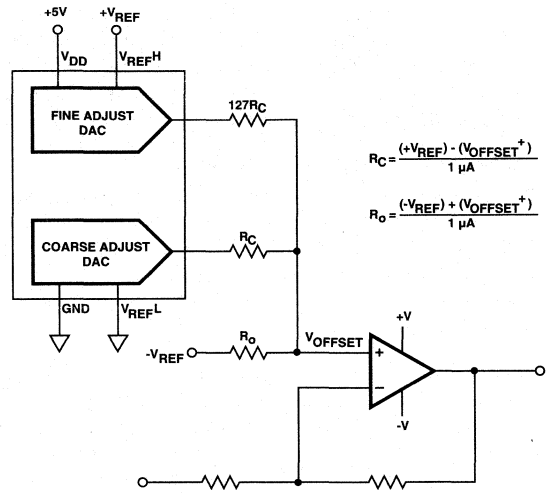 +5V
+VREF
VDD
VREFH
FINE ADJUST
DAC
127RC
RC = (+VREF) - (VOFFSET+)
1 µA
Ro = (-VREF) + (VOFFSET+)
1 µA
COARSE ADJUST
DAC
RC
GND
VREFL
+V
Ro
VOFFSET
-VREF
+
−
-V